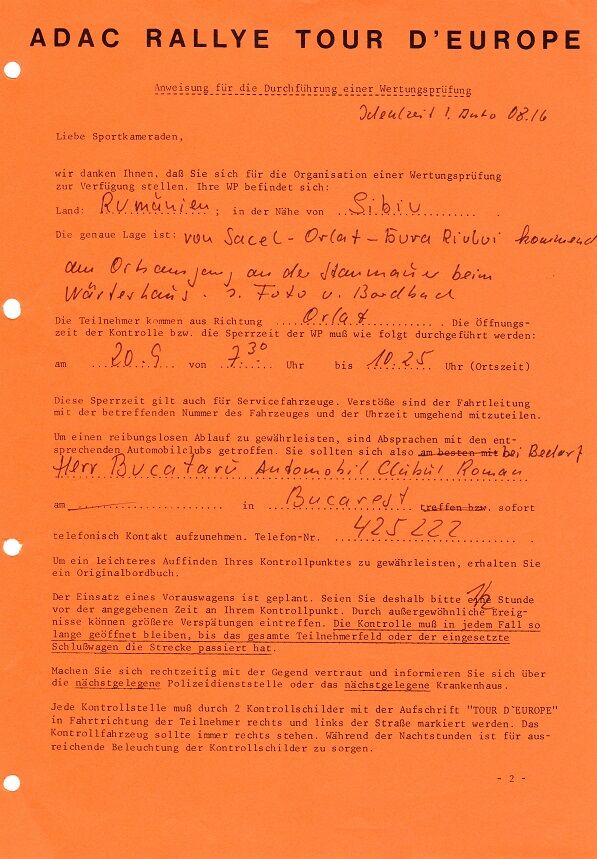 ADAC RALLYE TOUR D'EUROPE
Anweisung für die Durchführung einer Wertungsprüfung
Idealzeit 1. Auto 08.16
Liebe Sportkameraden,
wir danken Ihnen, daß Sie sich für die Organisation einer Wertungsprüfung
zur Verfügung stellen. Ihre WP befindet sich:
Land: Rumänien ; in der Nähe von Sibiu
Die genaue Lage ist: von Sacel - Orlat - Gura Riului kommend
am Ortsausgang an der Staumauer beim
Wärterhaus. s. Foto u. Bordbuch
Die Teilnehmer kommen aus Richtung Orlat . Die Öffnungs-
zeit der Kontrolle bzw. die Sperrzeit der WP muß wie folgt durchgeführt werden:
am 20.9 von 7.30 Uhr bis 10.25 Uhr (Ortszeit)
Diese Sperrzeit gilt auch für Servicefahrzeuge. Verstöße sind der Fahrtleitung
mit der betreffenden Nummer des Fahrzeuges und der Uhrzeit umgehend mitzuteilen.
Um einen reibungslosen Ablauf zu gewährleisten, sind Absprachen mit den ent-
sprechenden Automobilclubs getroffen. Sie sollten sich also am besten mit bei Bedarf
Herr Bucataru Automobil Clubul Roman
am in Bucarest treffen bzw. sofort
telefonisch Kontakt aufzunehmen. Telefon-Nr. 425222
Um ein leichteres Auffinden Ihres Kontrollpunktes zu gewährleisten, erhalten Sie
ein Originalbordbuch.
Der Einsatz eines Vorauswagens ist geplant. Seien Sie deshalb bitte eine 1/2 Stunde
vor der angegebenen Zeit an Ihrem Kontrollpunkt. Durch außergewöhnliche Ereig-
nisse können größere Verspätungen eintreffen. Die Kontrolle muß in jedem Fall so
lange geöffnet bleiben, bis das gesamte Teilnehmerfeld oder der eingesetzte
Schlußwagen die Strecke passiert hat.
Machen Sie sich rechtzeitig mit der Gegend vertraut und informieren Sie sich über
die nächstgelegene Polizeidienststelle oder das nächstgelegene Krankenhaus.
Jede Kontrollstelle muß durch 2 Kontrollschilder mit der Aufschrift "TOUR D`EUROPE"
in Fahrtrichtung der Teilnehmer rechts und links der Straße markiert werden. Das
Kontrollfahrzeug sollte immer rechts stehen. Während der Nachtstunden ist für aus-
reichende Beleuchtung der Kontrollschilder zu sorgen.
- 2 -